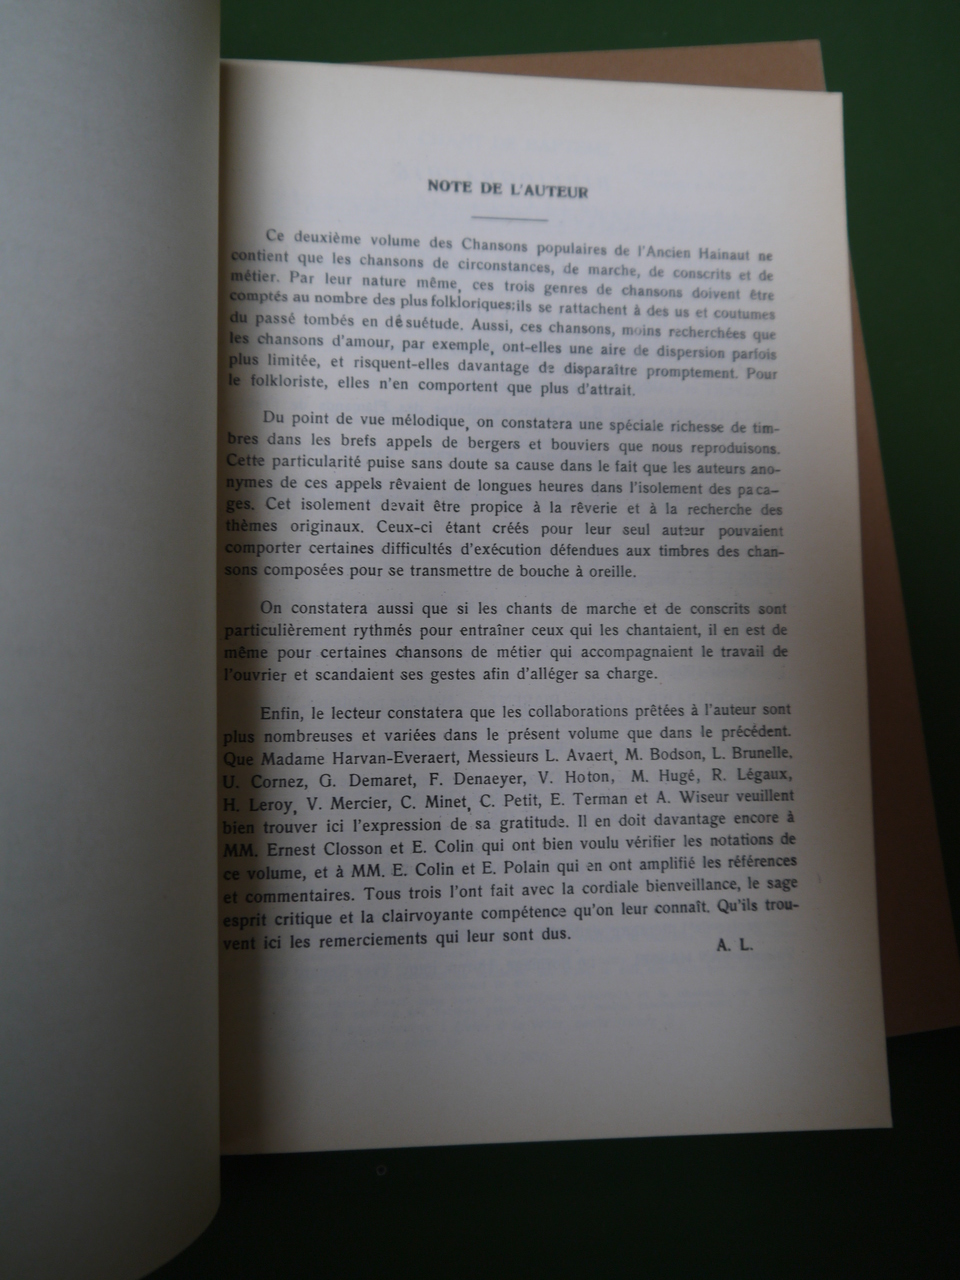 NOTE DE L'AUTEUR
Ce deuxième volume des Chansons populaires de l'Ancien Hainaut ne
contient que les chansons de circonstances, de marche, de conscrits et de
métier. Par leur nature même, ces trois genres de chansons doivent être
comptés au nombre des plus folkloriques; ils se rattachent à des us et coutumes
du passé tombés en désuétude. Aussi, ces chansons, moins recherchées que
les chansons d'amour, par exemple, ont-elles une aire de dispersion parfois
plus limitée, et risquent-elles davantage de disparaître promptement. Pour
le folkloriste, elles n'en comportent que plus d'attrait.
Du point de vue mélodique, on constatera une spéciale richesse de tim-
bres dans les brefs appels de bergers et bouviers que nous reproduisons.
Cette particularité puise sans doute sa cause dans le fait que les auteurs ano-
nymes de ces appels rêvaient de longues heures dans l'isolement des paca-
ges. Cet isolement devait être propice à la rêverie et à la recherche des
thèmes originaux. Ceux-ci étant créés pour leur seul auteur pouvaient
comporter certaines difficultés d'exécution défendues aux timbres des chan-
sons composées pour se transmettre de bouche à oreille.
On constatera aussi que si les chants de marche et de conscrits sont
particulièrement rythmés pour entraîner ceux qui les chantaient, il en est de
même pour certaines chansons de métier qui accompagnaient le travail de
l'ouvrier et scandaient ses gestes afin d'alléger sa charge.
Enfin, le lecteur constatera que les collaborations prêtées à l'auteur sont
plus nombreuses et variées dans le présent volume que dans le précédent.
Que Madame Harvan-Everaert, Messieurs L. Avaert, M. Bodson, L. Brunelle,
U. Cornez, G. Demaret, F. Denaeyer, V. Hoton, M. Hugé, R. Légaux,
H. Leroy, V. Mercier, C. Minet, C. Petit, E. Terman et A. Wiseur veuillent
bien trouver ici l'expression de sa gratitude. Il en doit davantage encore à
MM. Ernest Closson et E. Colin qui ont bien voulu vérifier les notations de
ce volume, et à MM. E. Colin et E. Polain qui en ont amplifié les références
et commentaires. Tous trois l'ont fait avec la cordiale bienveillance, le sage
esprit critique et la clairvoyante compétence qu'on leur connaît. Qu'ils trou-
vent ici les remerciements qui leur sont dus.
A. L.